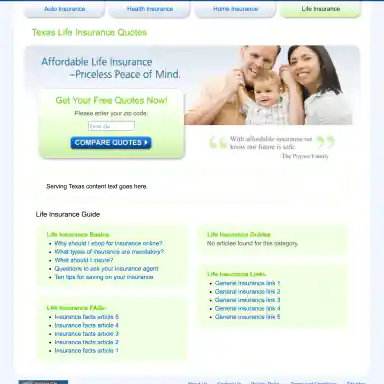 Auto Insurance
Health Insurance
Home Insurance
Life Insurance
Texas Life Insurance Quotes
Affordable Life Insurance
~Priceless Peace of Mind.
Get Your Free Quotes Now!
Please enter your zip code:
Enter Zip
COMPARE QUOTES
"With affordable insurance we
know our future is safe."
Serving Texas content text goes here.
Life Insurance Guide
Life Insurance Basics
Why should I shop for insurance online?
What types of insurance are mandatory?
What should I insure?
Questions to ask your insurance agent
Ten tips for saving on your insurance
Life Insurance FAQs
Insurance facts article 5
Insurance facts article 4
Insurance facts article 3
Insurance facts article 2
Insurance facts article 1
Life Insurance Guides
No articles found for this category.
Life Insurance Links
General insurance link 1
General insurance link 2
General insurance link 3
General insurance link 4
General insurance link 5